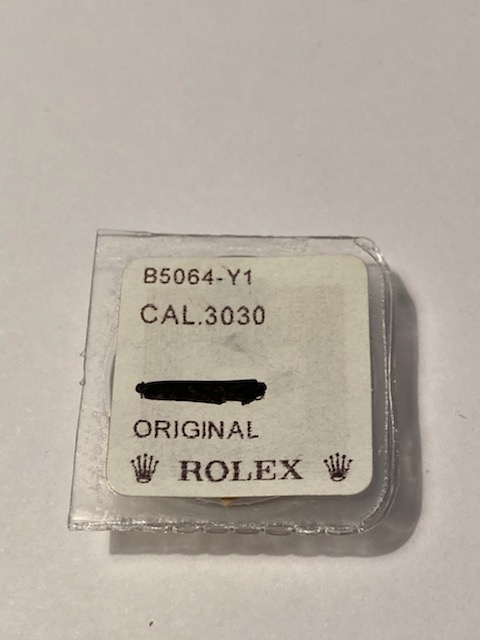 B5064-Y1
CAL.3030
ORIGINAL
ROLEX